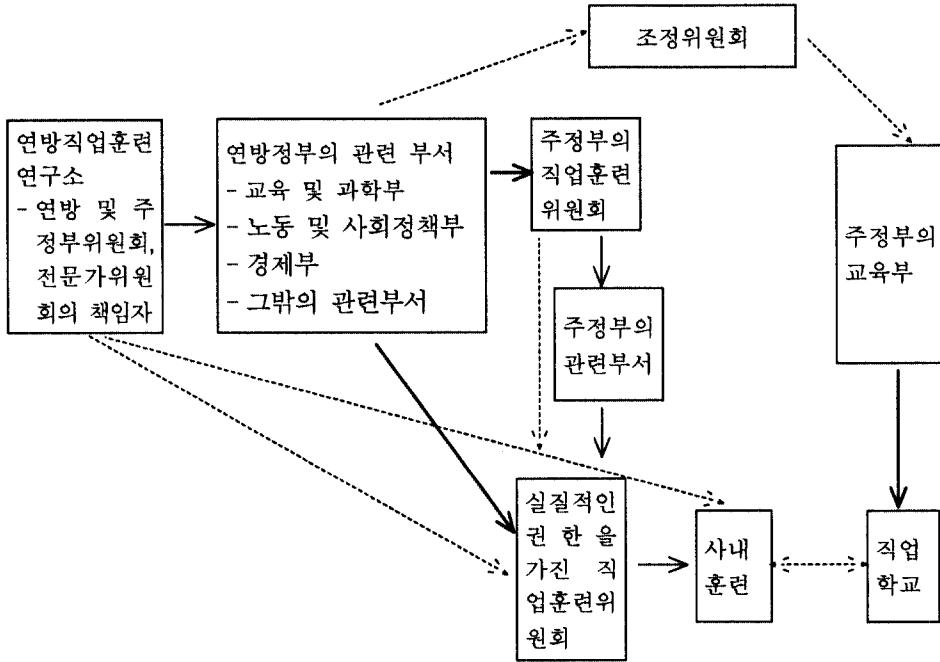 조정위원회
연방직업훈련
연구소
- 연방 및 주
정부위원회,
전문가위원
회의 책임자
연방정부의 관련 부서
- 교육 및 과학부
- 노동 및 사회정책부
- 경제부
- 그밖의 관련부서
주정부의
직업훈련
위원회
주정부의
교육부
주정부의
관련부서
실질적인
권한을
가진 직
업훈련위
원회
사내
훈련
직업
학교